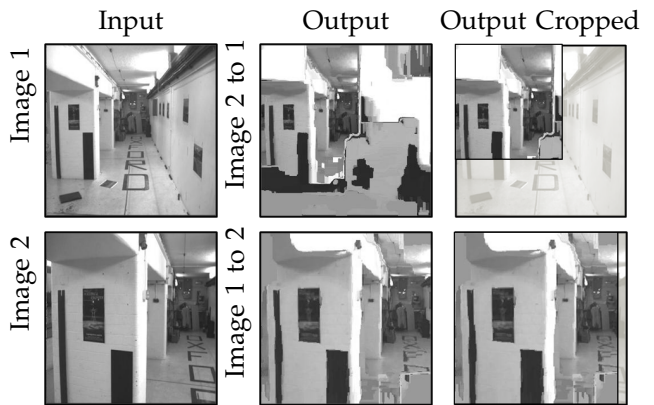 Input Output Output Cropped
Image 1
Image 2 to 1
Image 2
Image 1 to 2